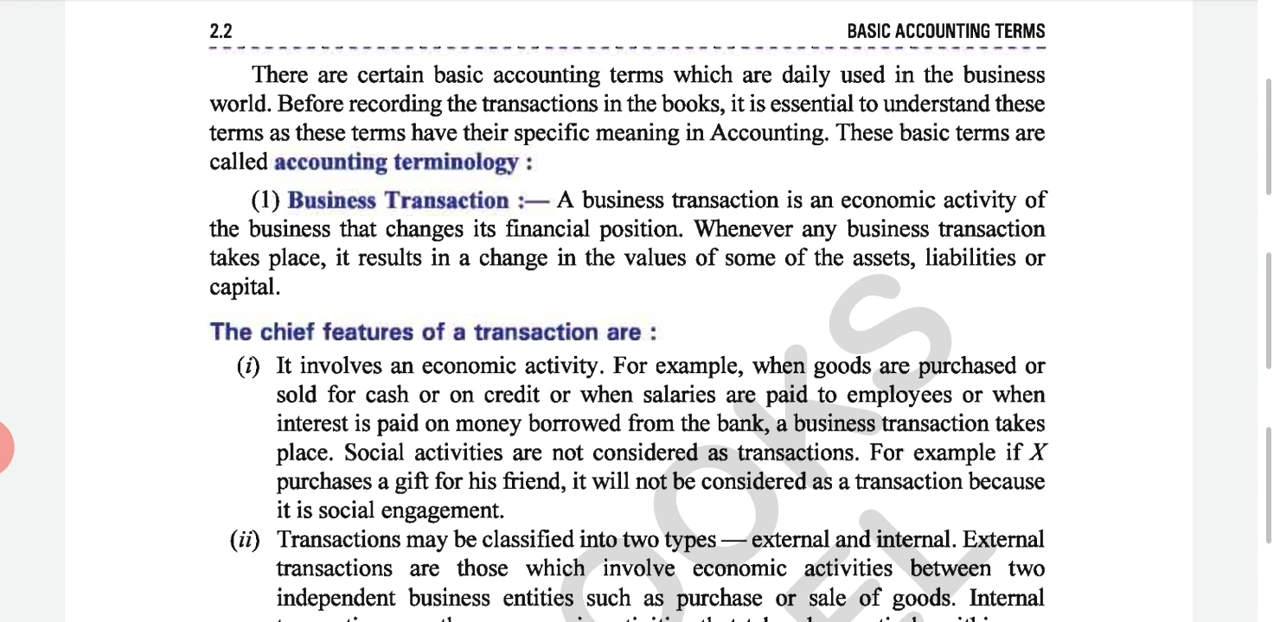 2.2 BASIC ACCOUNTING TERMS
There are certain basic accounting terms which are daily used in the business
world. Before recording the transactions in the books, it is essential to understand these
terms as these terms have their specific meaning in Accounting. These basic terms are
called accounting terminology :
(1) Business Transaction :— A business transaction is an economic activity of
the business that changes its financial position. Whenever any business transaction
takes place, it results in a change in the values of some of the assets, liabilities or
capital.
The chief features of a transaction are :
(i) It involves an economic activity. For example, when goods are purchased or
sold for cash or on credit or when salaries are paid to employees or when
interest is paid on money borrowed from the bank, a business transaction takes
place. Social activities are not considered as transactions. For example if X
purchases a gift for his friend, it will not be considered as a transaction because
it is social engagement.
(ii) Transactions may be classified into two types — external and internal. External
transactions are those which involve economic activities between two
independent business entities such as purchase or sale of goods. Internal